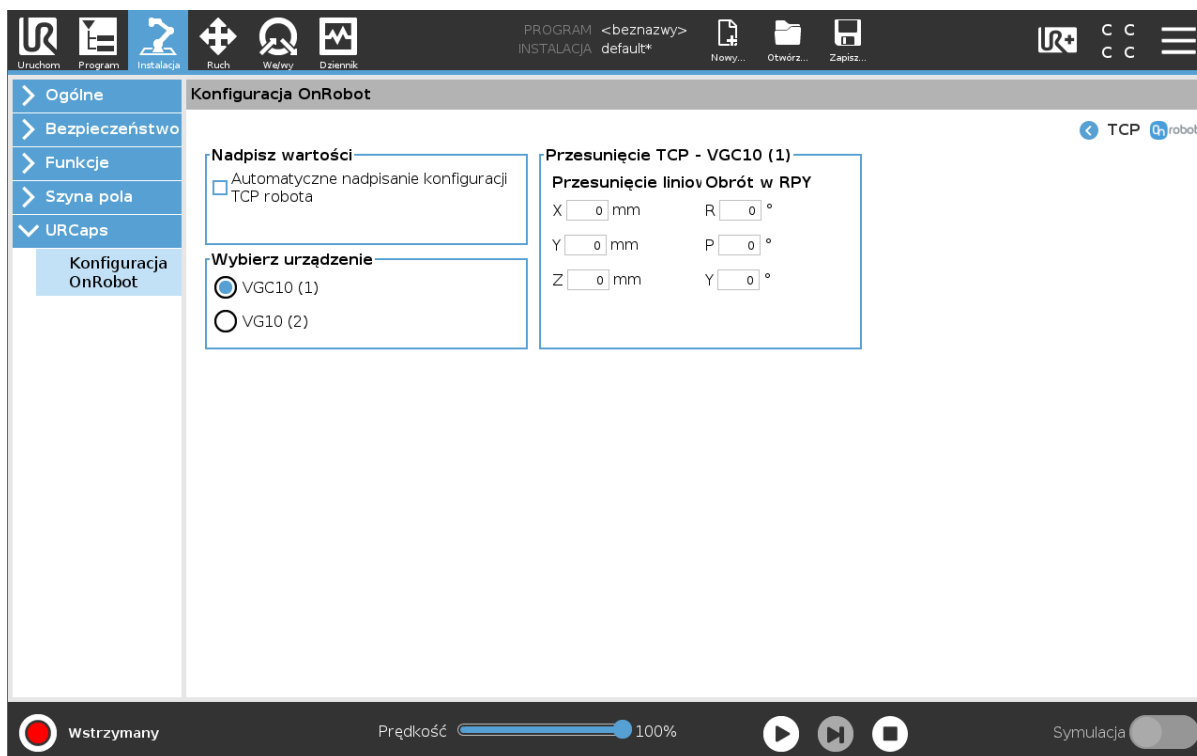 UR
Uruchom
Program
Instalacja
Ruch
We/wy
Dziennik
PROGRAM <beznazwy>
INSTALACJA default*
Nowy...
Otwórz...
Zapisz...
UR+
C C
C C
Ogólne
Bezpieczeństwo
Funkcje
Szyna pola
URCaps
Konfiguracja
OnRobot
Konfiguracja OnRobot
TCP On robot
Nadpisz wartości
Automatyczne nadpisanie konfiguracji
TCP robota
Wybierz urządzenie
VGC10 (1)
VG10 (2)
Przesunięcie TCP - VGC10 (1)
Przesunięcie liniov Obrót w RPY
X 0 mm R 0 °
Y 0 mm P 0 °
Z 0 mm Y 0 °
Wstrzymany
Prędkość 100%
Symulacja